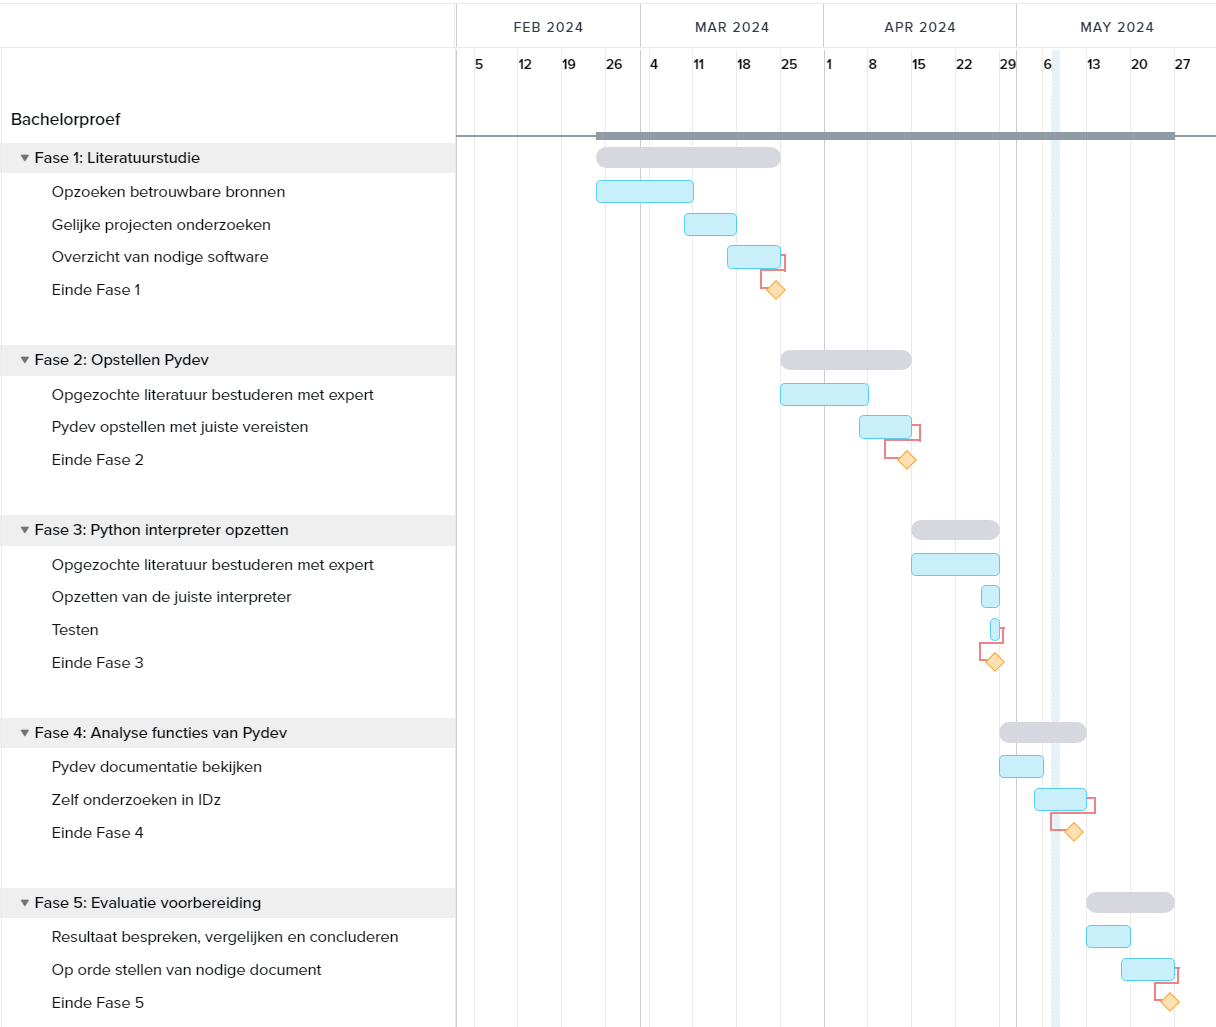 FEB 2024 MAR 2024 APR 2024 MAY 2024
5 12 19 26 4 11 18 25 1 8 15 22 29 6 13 20 27
Bachelorproef
Fase 1: Literatuurstudie
Opzoeken betrouwbare bronnen
Gelijke projecten onderzoeken
Overzicht van nodige software
Einde Fase 1
Fase 2: Opstellen Pydev
Opgezochte literatuur bestuderen met expert
Pydev opstellen met juiste vereisten
Einde Fase 2
Fase 3: Python interpreter opzetten
Opgezochte literatuur bestuderen met expert
Opzetten van de juiste interpreter
Testen
Einde Fase 3
Fase 4: Analyse functies van Pydev
Pydev documentatie bekijken
Zelf onderzoeken in IDz
Einde Fase 4
Fase 5: Evaluatie voorbereiding
Resultaat bespreken, vergelijken en concluderen
Op orde stellen van nodige document
Einde Fase 5